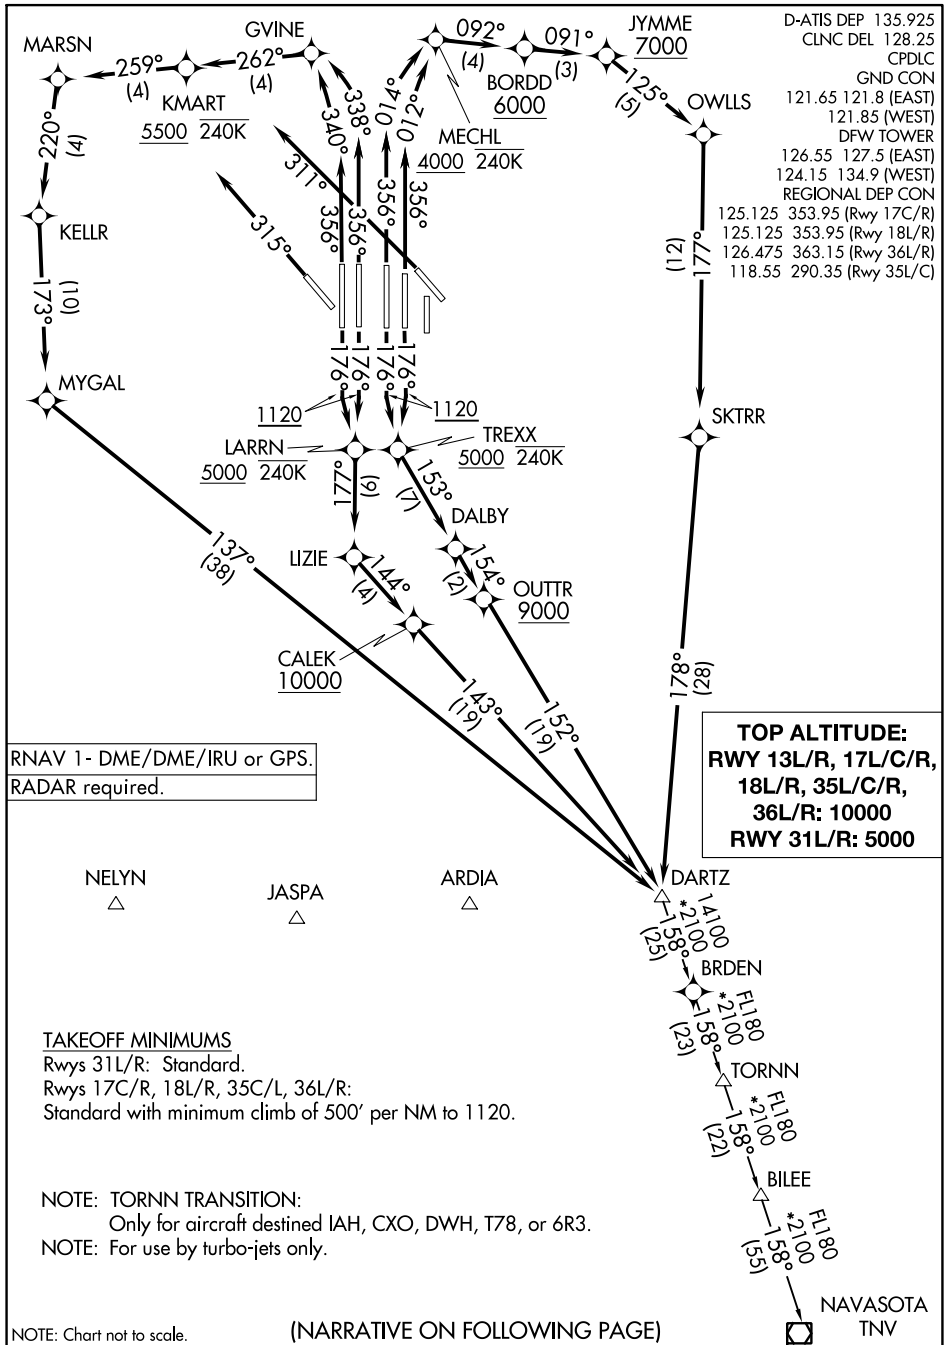 D-ATIS DEP 135.925
CLNC DEL 128.25
CPDLC
GND CON
121.65 121.8 (EAST)
121.85 (WEST)
DFW TOWER
126.55 127.5 (EAST)
124.15 134.9 (WEST)
REGIONAL DEP CON
125.125 353.95 (Rwy 17C/R)
125.125 353.95 (Rwy 18L/R)
126.475 363.15 (Rwy 36L/R)
118.55 290.35 (Rwy 35L/C)
MARSN
259°
(4)
KMART
5500 240K
262°
(4)
GVINE
338°
340°
014°
012°
092°
(4)
MECHL
4000 240K
BORDD
6000
091°
(3)
JYMME
7000
125°
(5)
OWLLS
220°
(4)
KELLR
173°
(10)
MYGAL
315°
311°
356°
356°
356°
356°
177°
(12)
SKTRR
176°
176°
176°
176°
1120
1120
LARRN
5000 240K
TREXX
5000 240K
177°
(9)
153°
(7)
DALBY
LIZIE
144°
(4)
154°
(2)
OUTTR
9000
CALEK
10000
137°
(38)
143°
(19)
152°
(19)
178°
(28)
RNAV 1- DME/DME/IRU or GPS.
RADAR required.
TOP ALTITUDE:
RWY 13L/R, 17L/C/R,
18L/R, 35L/C/R,
36L/R: 10000
RWY 31L/R: 5000
NELYN
JASPA
ARDIA
DARTZ
14100
*2100
158°
(25)
BRDEN
FL180
*2100
158°
(23)
TORNN
FL180
*2100
158°
(22)
BILEE
FL180
*2100
158°
(55)
NAVASOTA
TNV
TAKEOFF MINIMUMS
Rwys 31L/R: Standard.
Rwys 17C/R, 18L/R, 35C/L, 36L/R:
Standard with minimum climb of 500' per NM to 1120.
NOTE: TORNN TRANSITION:
Only for aircraft destined IAH, CXO, DWH, T78, or 6R3.
NOTE: For use by turbo-jets only.
NOTE: Chart not to scale.
(NARRATIVE ON FOLLOWING PAGE)